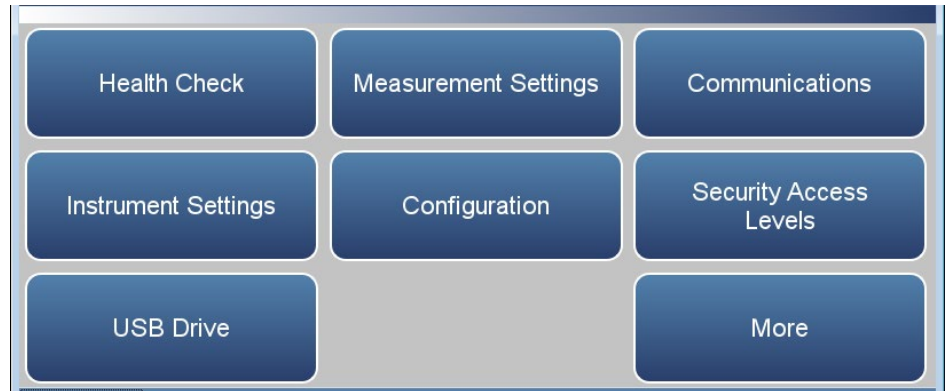 Health Check
Measurement Settings
Communications
Instrument Settings
Configuration
Security Access
Levels
USB Drive
More